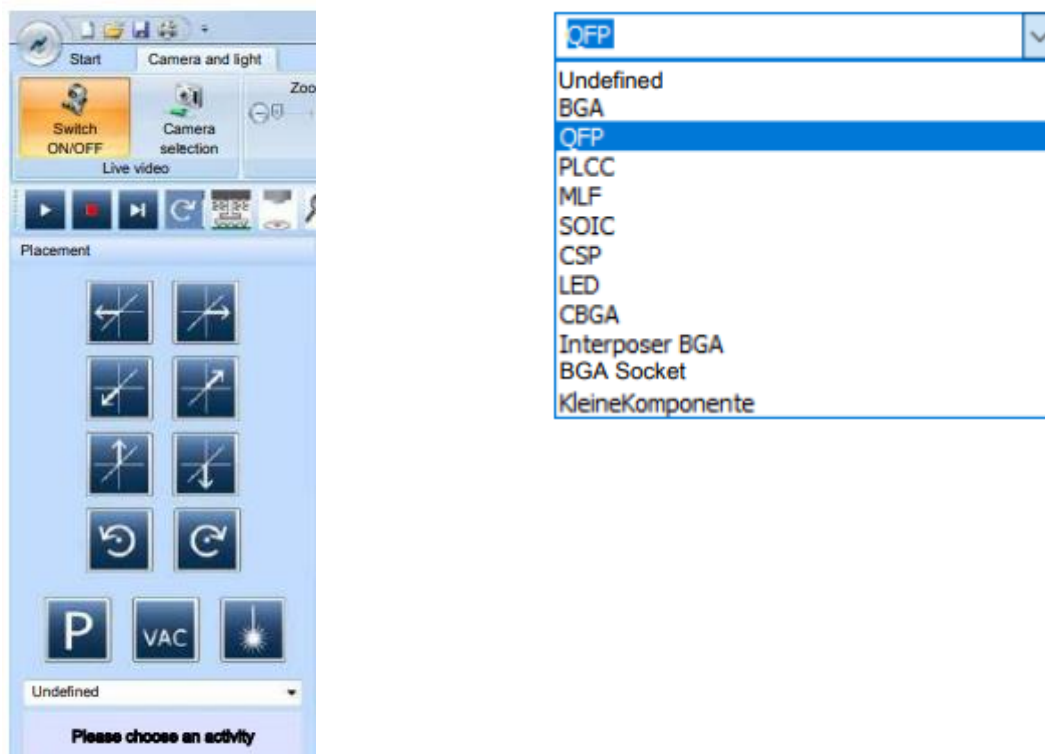 Start Camera and light
Zoo
Switch
ON/OFF
Camera
selection
Live video
Placement
P VAC
Undefined
Please choose an activity
QFP
Undefined
BGA
QFP
PLCC
MLF
SOIC
CSP
LED
CBGA
Interposer BGA
BGA Socket
KleineKomponente